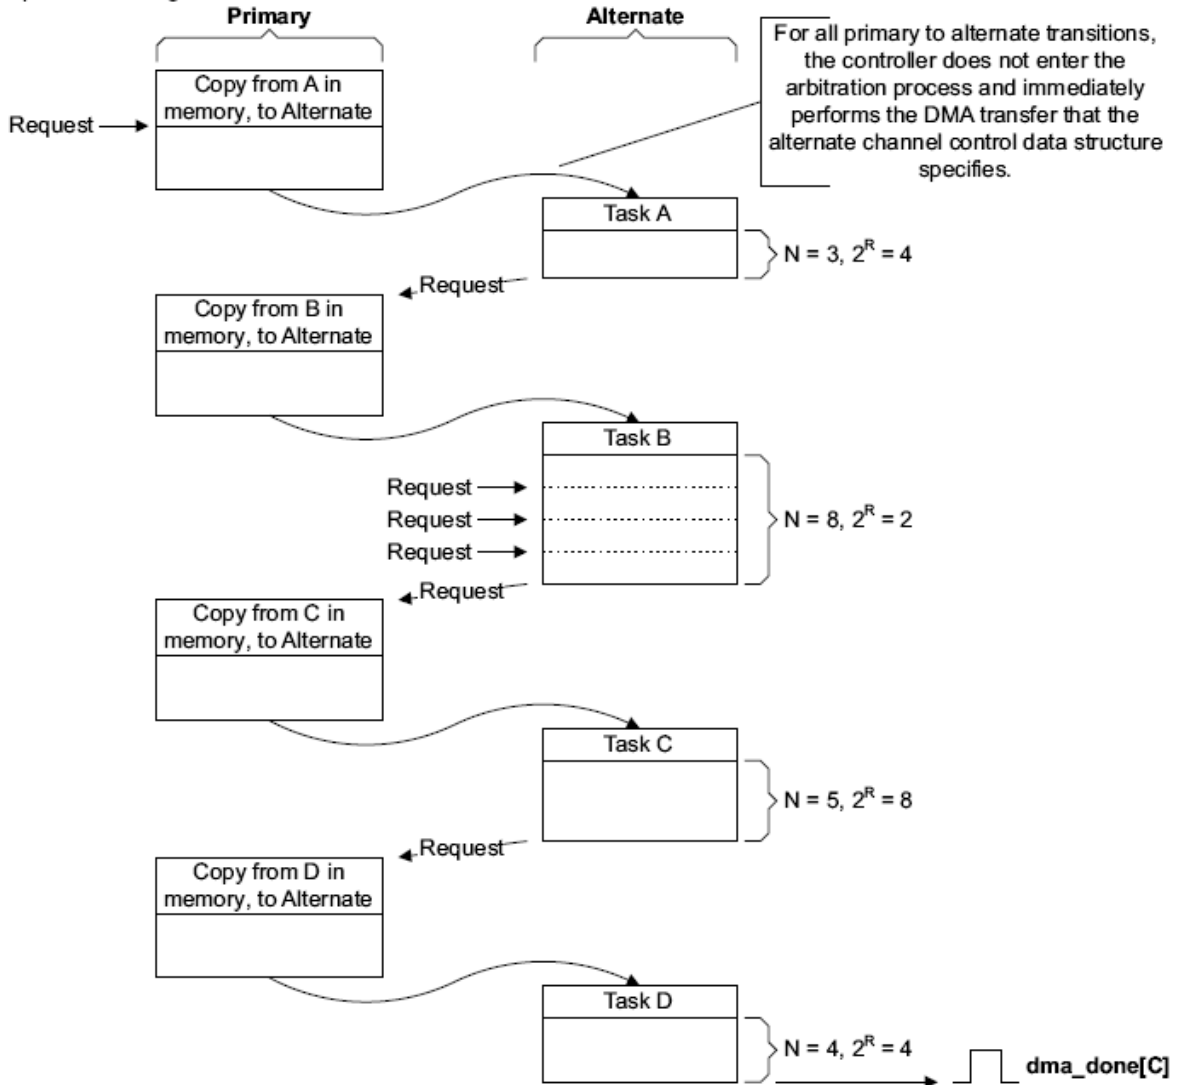 Primary
Alternate
For all primary to alternate transitions,
the controller does not enter the
arbitration process and immediately
performs the DMA transfer that the
alternate channel control data structure
specifies.
Copy from A in
memory, to Alternate
Request
Task A
N = 3, 2^R = 4
Request
Copy from B in
memory, to Alternate
Task B
Request
Request
Request
N = 8, 2^R = 2
Request
Copy from C in
memory, to Alternate
Task C
N = 5, 2^R = 8
Request
Copy from D in
memory, to Alternate
Task D
N = 4, 2^R = 4
dma_done[C]